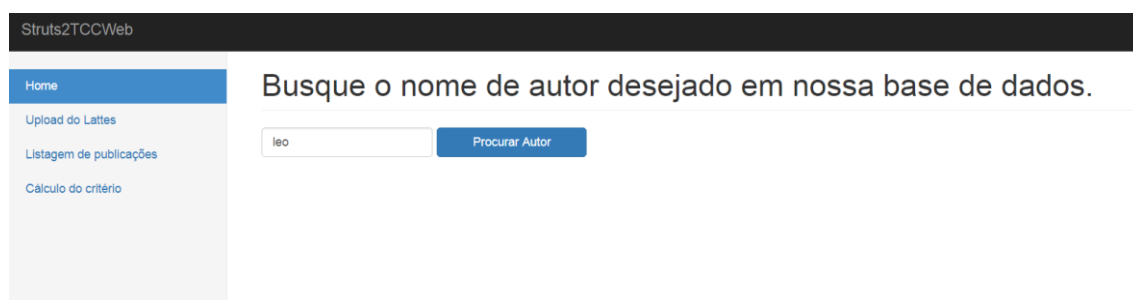 Struts2TCCWeb
Home
Upload do Lattes
Listagem de publicações
Cálculo do critério
Busque o nome de autor desejado em nossa base de dados.
leo
Procurar Autor